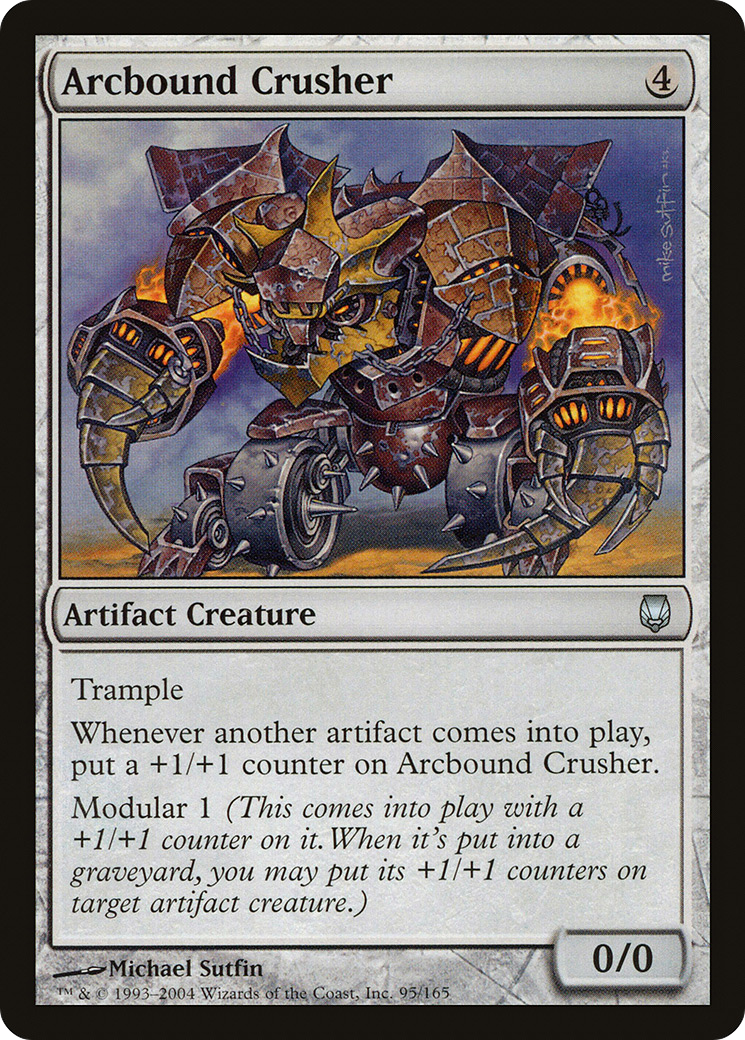 Arcbound Crusher
4
mike sutfin
Artifact Creature
Trample
Whenever another artifact comes into play,
put a +1/+1 counter on Arcbound Crusher.
Modular 1 (This comes into play with a
+1/+1 counter on it. When it's put into a
graveyard, you may put its +1/+1 counters on
target artifact creature.)
0/0
Michael Sutfin
™ & © 1993–2004 Wizards of the Coast, Inc. 95/165